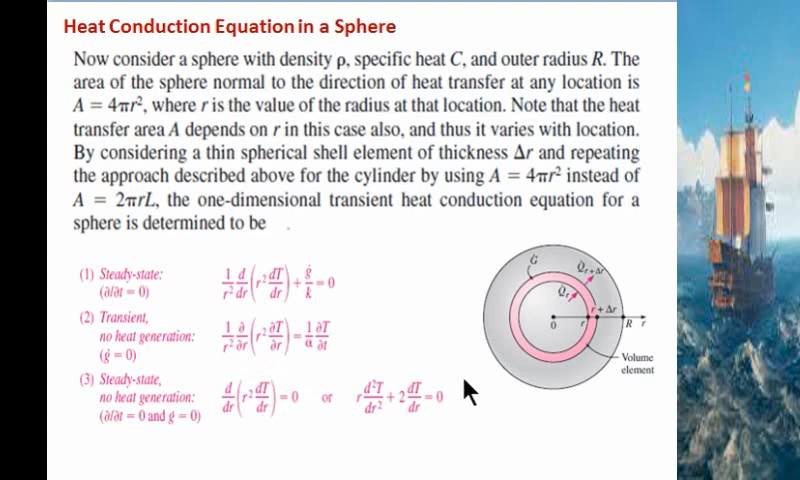 Heat Conduction Equation in a Sphere
Now consider a sphere with density ρ, specific heat C, and outer radius R. The
area of the sphere normal to the direction of heat transfer at any location is
A = 4πr², where r is the value of the radius at that location. Note that the heat
transfer area A depends on r in this case also, and thus it varies with location.
By considering a thin spherical shell element of thickness Δr and repeating
the approach described above for the cylinder by using A = 4πr² instead of
A = 2πrL, the one-dimensional transient heat conduction equation for a
sphere is determined to be .
(1) Steady-state:
(∂/∂t = 0)
1/r² d/dr (r² dT/dr) + ġ/k = 0
(2) Transient,
no heat generation:
(ġ = 0)
1/r² ∂/∂r (r² ∂T/∂r) = 1/α ∂T/∂t
(3) Steady-state,
no heat generation:
(∂/∂t = 0 and ġ = 0)
d/dr (r² dT/dr) = 0 or r d²T/dr² + 2 dT/dr = 0
Ġ
Q̇r + Δr
Q̇r
r + Δr
0 r R r
Volume
element